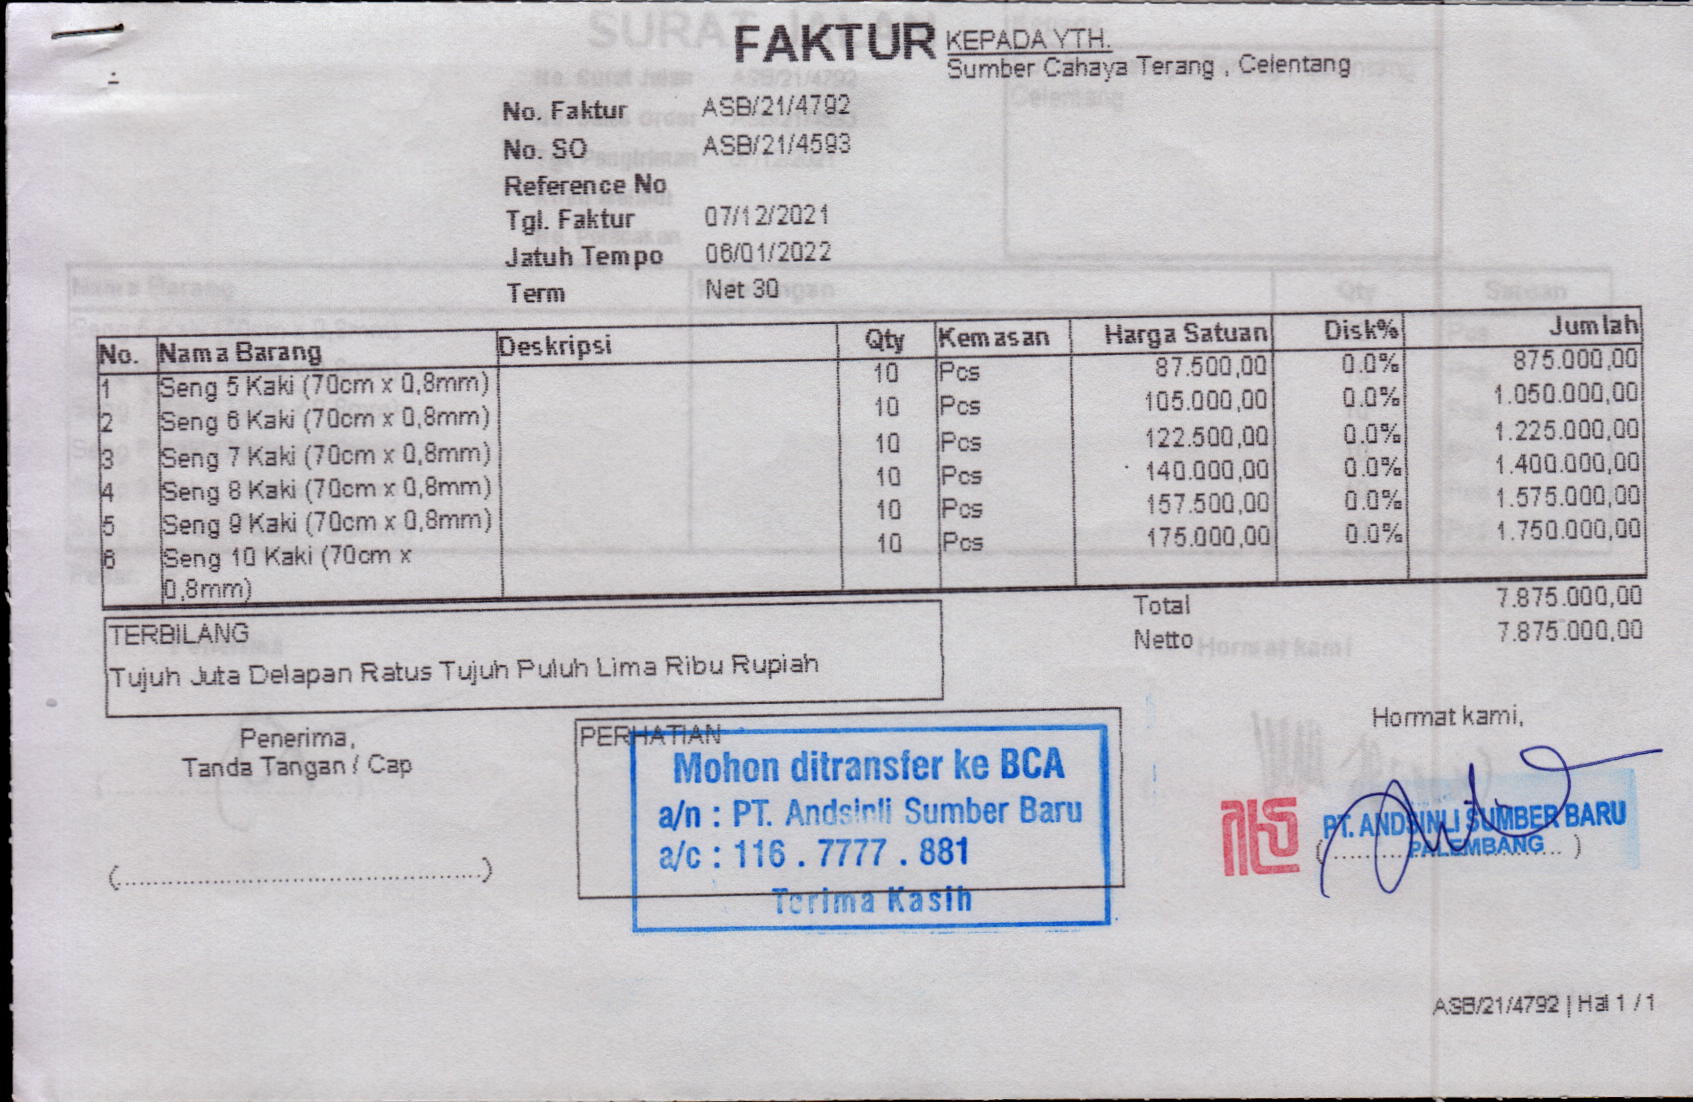 FAKTUR
KEPADA YTH.
Sumber Cahaya Terang , Celentang
No. Faktur ASB/21/4792
No. SO ASB/21/4593
Reference No
Tgl. Faktur 07/12/2021
Jatuh Tempo 06/01/2022
Term Net 30
No. Nama Barang Deskripsi Qty Kemasan Harga Satuan Disk% Jumlah
1 Seng 5 Kaki (70cm x 0,8mm) 10 Pcs 87.500,00 0.0% 875.000,00
2 Seng 6 Kaki (70cm x 0,8mm) 10 Pcs 105.000,00 0.0% 1.050.000,00
3 Seng 7 Kaki (70cm x 0,8mm) 10 Pcs 122.500,00 0.0% 1.225.000,00
4 Seng 8 Kaki (70cm x 0,8mm) 10 Pcs 140.000,00 0.0% 1.400.000,00
5 Seng 9 Kaki (70cm x 0,8mm) 10 Pcs 157.500,00 0.0% 1.575.000,00
6 Seng 10 Kaki (70cm x 10 Pcs 175.000,00 0.0% 1.750.000,00
0,8mm)
Total 7.875.000,00
Netto 7.875.000,00
TERBILANG
Tujuh Juta Delapan Ratus Tujuh Puluh Lima Ribu Rupiah
Penerima,
Tanda Tangan / Cap
(................................................)
PERHATIAN
Mohon ditransfer ke BCA
a/n : PT. Andsinli Sumber Baru
a/c : 116 . 7777 . 881
Terima Kasih
Hormat kami,
PT. ANDSINLI SUMBER BARU
PALEMBANG
ASB/21/4792 | Hal 1 / 1